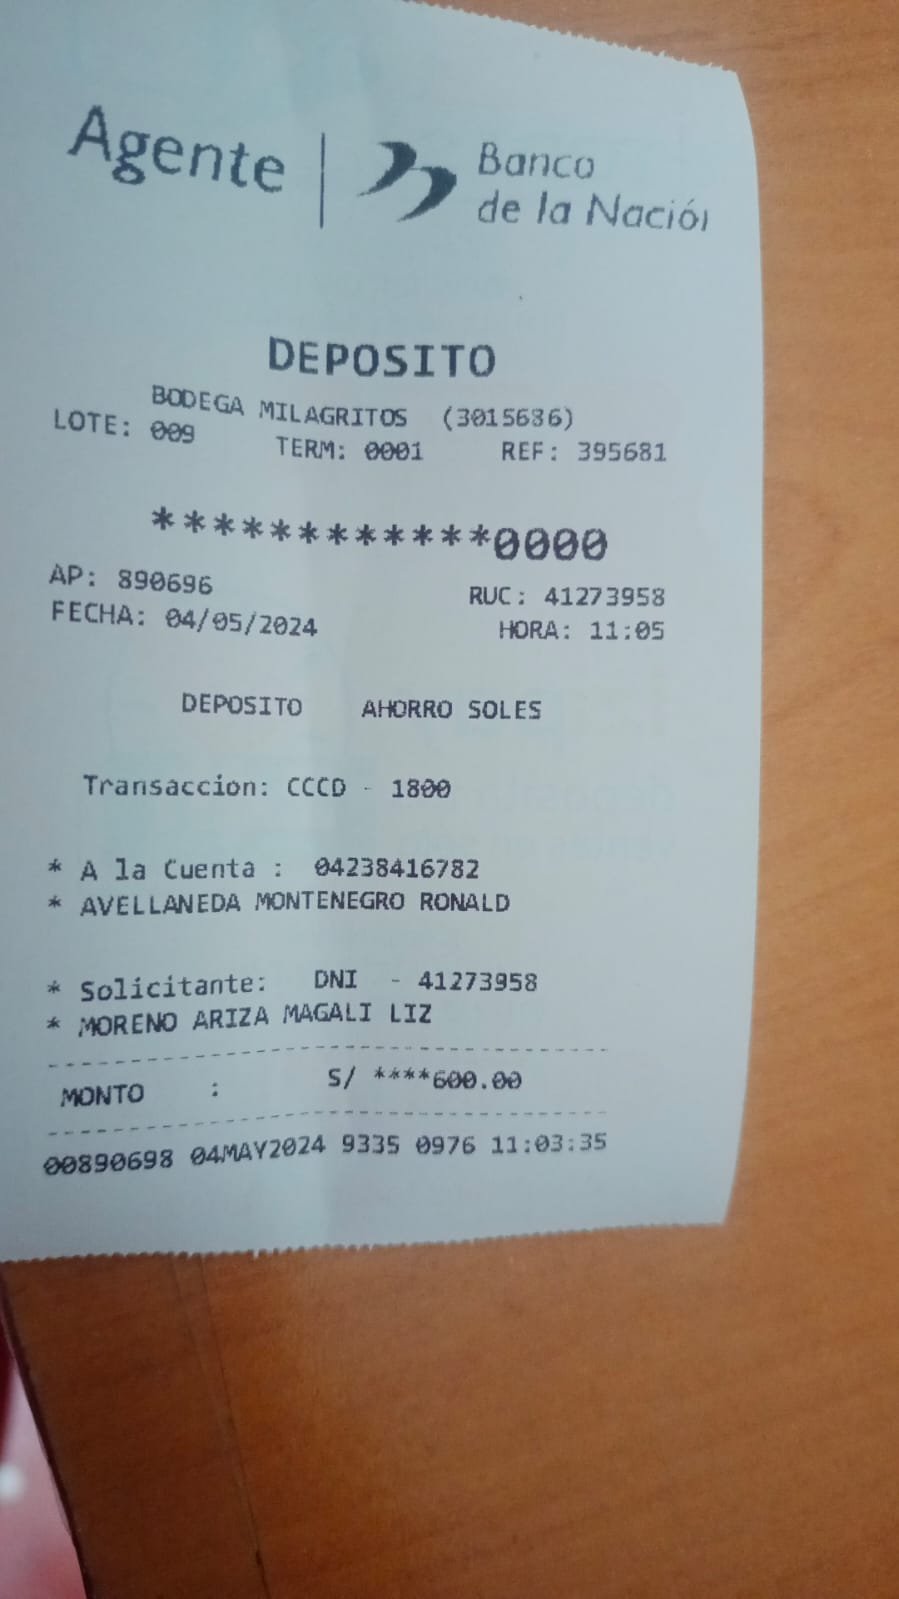 Agente | Banco
de la Nación
DEPOSITO
BODEGA MILAGRITOS (3015686)
LOTE: 009 TERM: 0001 REF: 395681
************0000
AP: 890696 RUC: 41273958
FECHA: 04/05/2024 HORA: 11:05
DEPOSITO AHORRO SOLES
Transaccion: CCCD - 1800
* A la Cuenta : 04238416782
* AVELLANEDA MONTENEGRO RONALD
* Solicitante: DNI - 41273958
* MORENO ARIZA MAGALI LIZ
MONTO : S/ ****600.00
00890698 04MAY2024 9335 0976 11:03:35